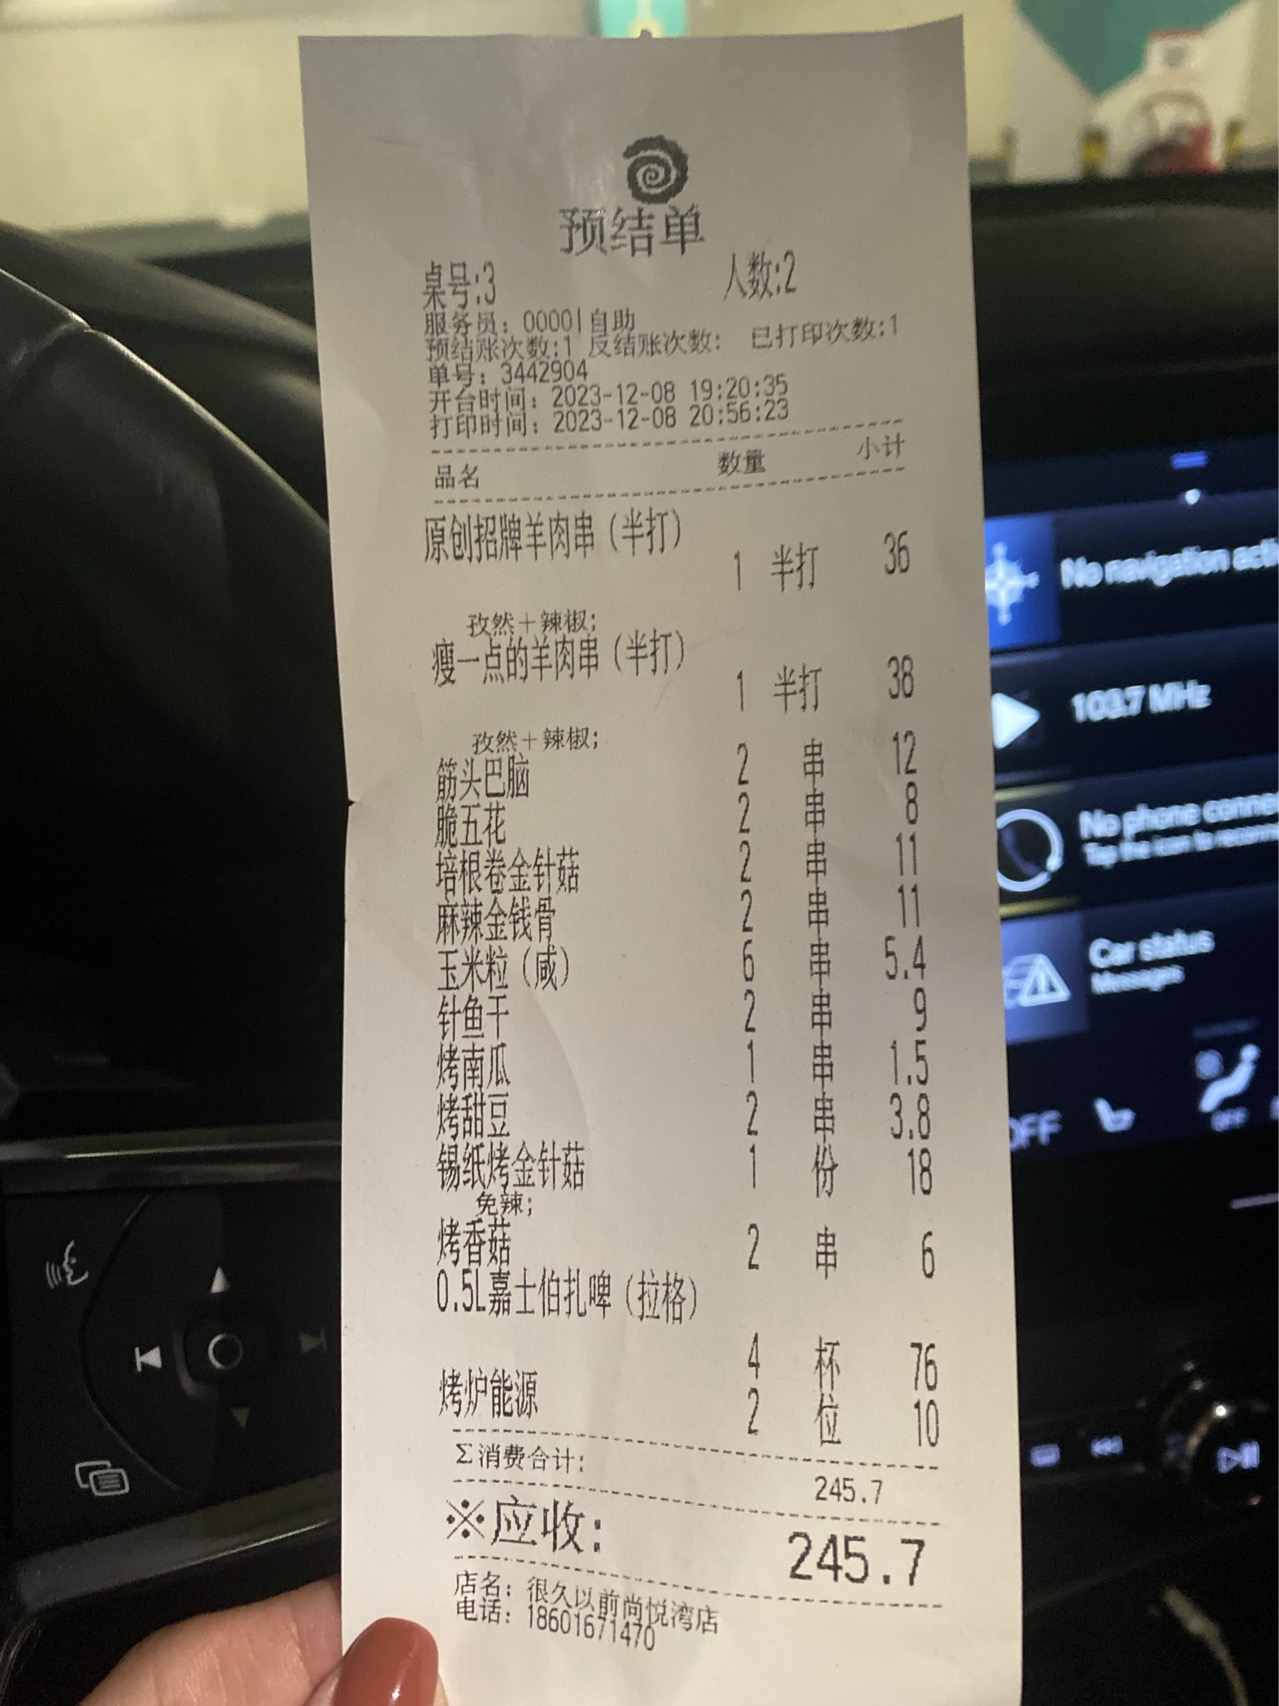 预结单
桌号:3 人数:2
服务员: 0000|自助
预结账次数:1 反结账次数: 已打印次数:1
单号: 3442904
开台时间: 2023-12-08 19:20:35
打印时间: 2023-12-08 20:56:23
品名 数量 小计
原创招牌羊肉串(半打)
1 半打 36
孜然+辣椒;
瘦一点的羊肉串(半打)
1 半打 38
孜然+辣椒;
筋头巴脑 2 串 12
脆五花 2 串 8
培根卷金针菇 2 串 11
麻辣金钱骨 2 串 11
玉米粒(咸) 6 串 5.4
针鱼干 2 串 9
烤南瓜 1 串 1.5
烤甜豆 2 串 3.8
锡纸烤金针菇 1 份 18
免辣;
烤香菇 2 串 6
0.5L嘉士伯扎啤(拉格)
4 杯 76
烤炉能源 2 位 10
Σ消费合计: 245.7
※应收: 245.7
店名: 很久以前尚悦湾店
电话: 18601671470
No navigation acti
103.7 MHz
No phone conne
Tap the icon to reconn
Car status
Messages
OFF
OFF